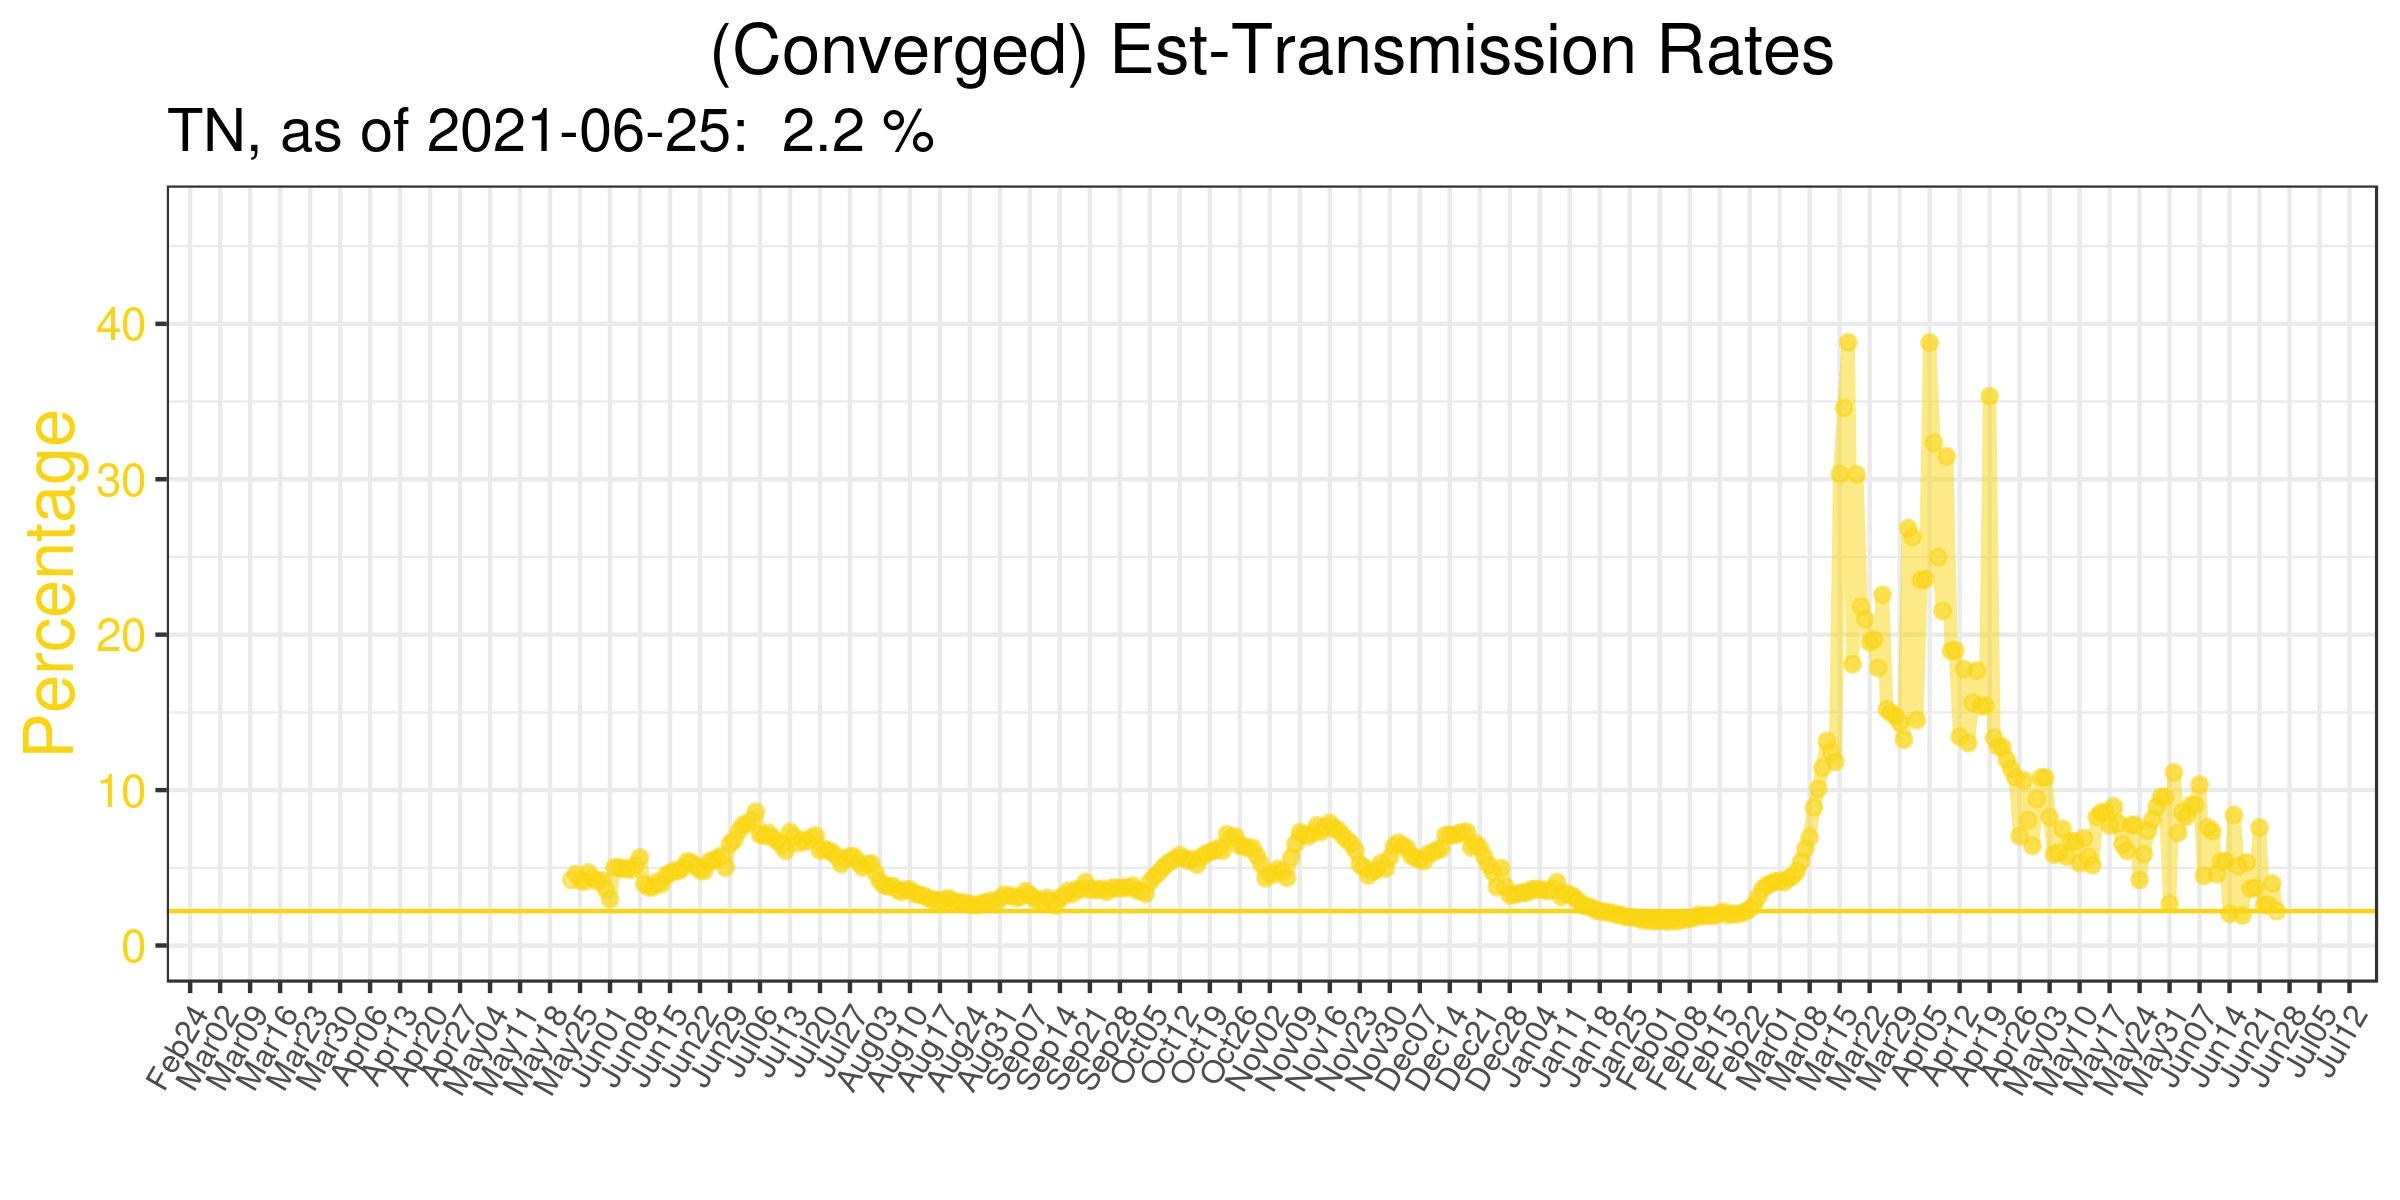 (Converged) Est-Transmission Rates
TN, as of 2021-06-25:  2.2 %
Percentage
40
30
20
10
0
Feb24
Mar02
Mar09
Mar16
Mar23
Mar30
Apr06
Apr13
Apr20
Apr27
May04
May11
May18
May25
Jun01
Jun08
Jun15
Jun22
Jun29
Jul06
Jul13
Jul20
Jul27
Aug03
Aug10
Aug17
Aug24
Aug31
Sep07
Sep14
Sep21
Sep28
Oct05
Oct12
Oct19
Oct26
Nov02
Nov09
Nov16
Nov23
Nov30
Dec07
Dec14
Dec21
Dec28
Jan04
Jan11
Jan18
Jan25
Feb01
Feb08
Feb15
Feb22
Mar01
Mar08
Mar15
Mar22
Mar29
Apr05
Apr12
Apr19
Apr26
May03
May10
May17
May24
May31
Jun07
Jun14
Jun21
Jun28
Jul05
Jul12